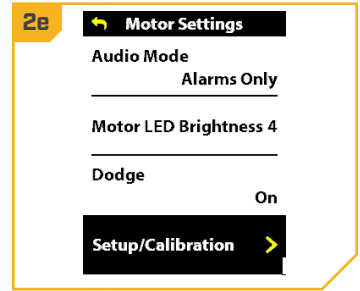 2e
Motor Settings
Audio Mode
Alarms Only
Motor LED Brightness 4
Dodge
On
Setup/Calibration